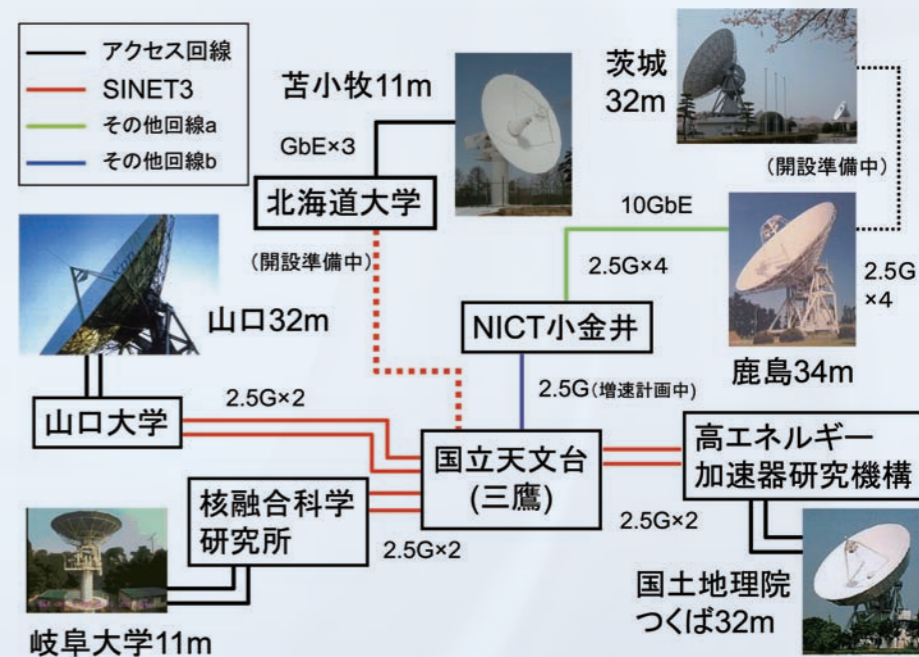 アクセス回線
SINET3
その他回線a
その他回線b
苫小牧11m
茨城
32m
GbE×3
(開設準備中)
北海道大学
10GbE
(開設準備中)
2.5G×4
2.5G
×4
山口32m
NICT小金井
鹿島34m
2.5G×2
2.5G(増速計画中)
山口大学
国立天文台
(三鷹)
高エネルギー
加速器研究機構
核融合科学
研究所
2.5G×2
2.5G×2
国土地理院
つくば32m
岐阜大学11m